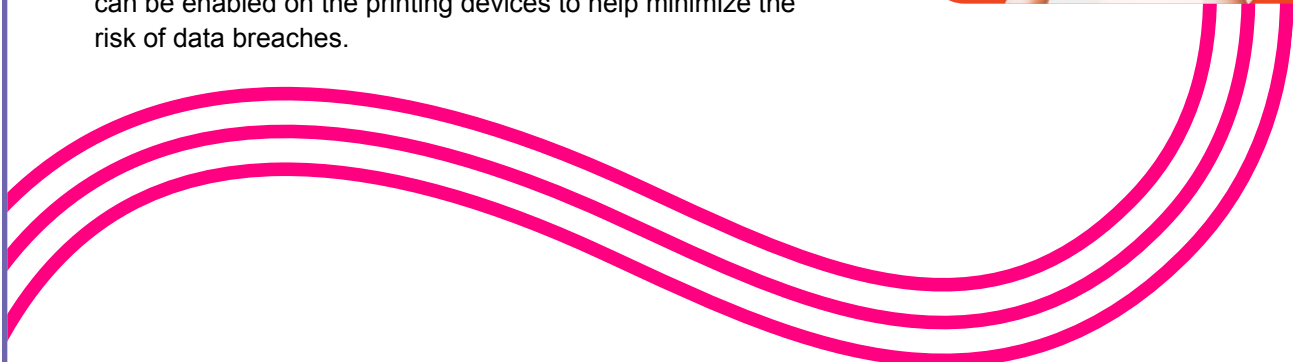 can be enabled on the printing devices to help minimize the
risk of data breaches.